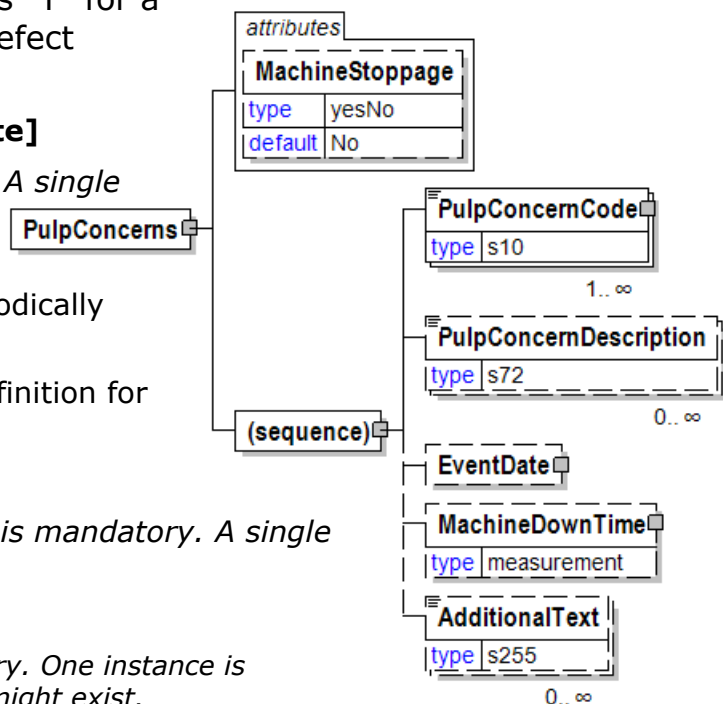 s "1" for a
efect
te]
A single
odically
finition for
is mandatory. A single
ry. One instance is
might exist.
attributes
MachineStoppage
type yesNo
default No
PulpConcerns
(sequence)
PulpConcernCode
type s10
1.. ∞
PulpConcernDescription
type s72
0.. ∞
EventDate
MachineDownTime
type measurement
AdditionalText
type s255
0.. ∞